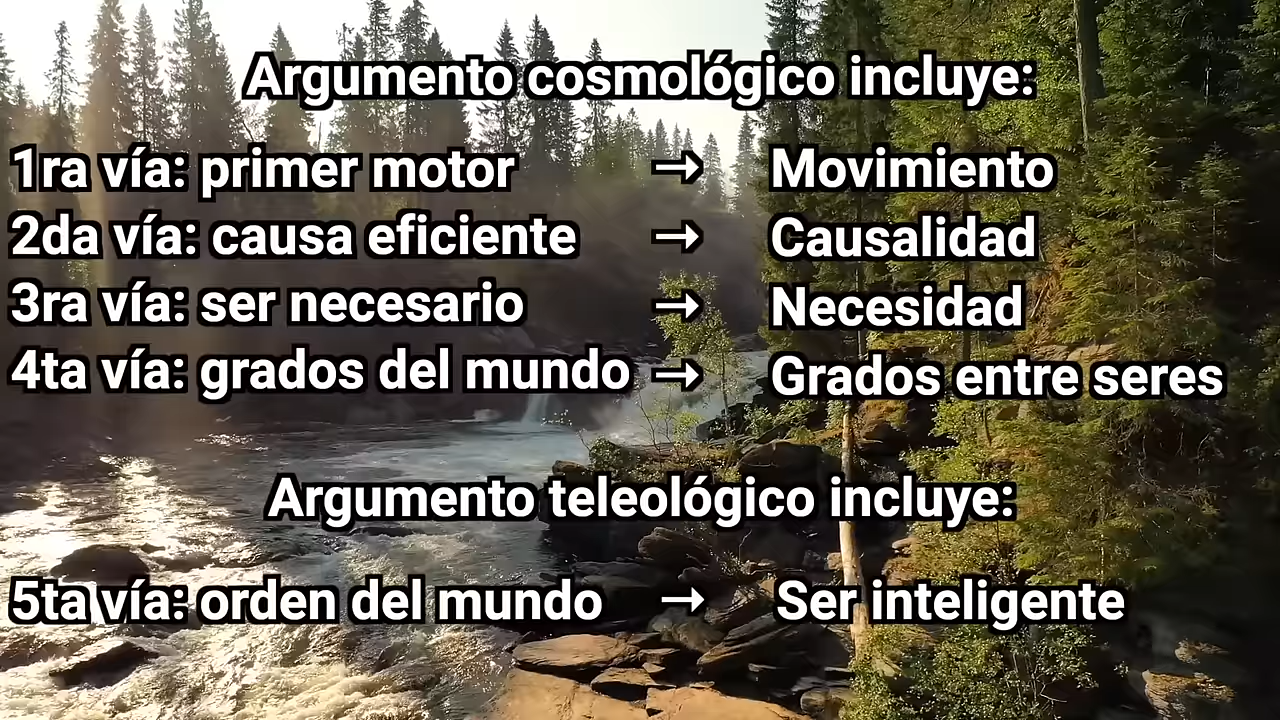 Argumento cosmológico incluye:
1ra vía: primer motor → Movimiento
2da vía: causa eficiente → Causalidad
3ra vía: ser necesario → Necesidad
4ta vía: grados del mundo → Grados entre seres
Argumento teleológico incluye:
5ta vía: orden del mundo → Ser inteligente